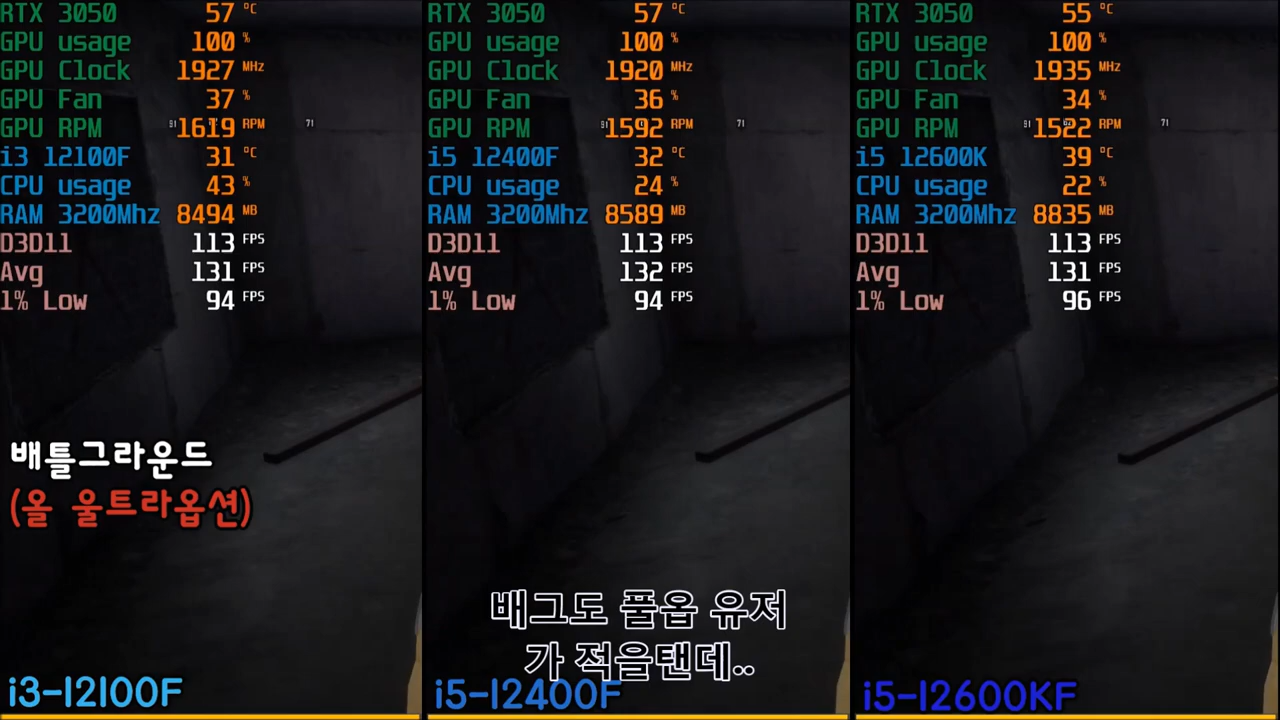 RTX 3050 57 °C
GPU usage 100 %
GPU Clock 1927 MHz
GPU Fan 37 %
GPU RPM 1619 RPM
71
i3 12100F 31 °C
CPU usage 43 %
RAM 3200Mhz 8494 MB
D3D11 113 FPS
Avg 131 FPS
1% Low 94 FPS
배틀그라운드
(올 울트라옵션)
i3-12100F
RTX 3050 57 °C
GPU usage 100 %
GPU Clock 1920 MHz
GPU Fan 36 %
GPU RPM 1592 RPM
71
i5 12400F 32 °C
CPU usage 24 %
RAM 3200Mhz 8589 MB
D3D11 113 FPS
Avg 132 FPS
1% Low 94 FPS
배그도 풀옵 유저
가 적을탠데..
i5-12400F
RTX 3050 55 °C
GPU usage 100 %
GPU Clock 1935 MHz
GPU Fan 34 %
GPU RPM 1522 RPM
71
i5 12600K 39 °C
CPU usage 22 %
RAM 3200Mhz 8835 MB
D3D11 113 FPS
Avg 131 FPS
1% Low 96 FPS
i5-12600KF